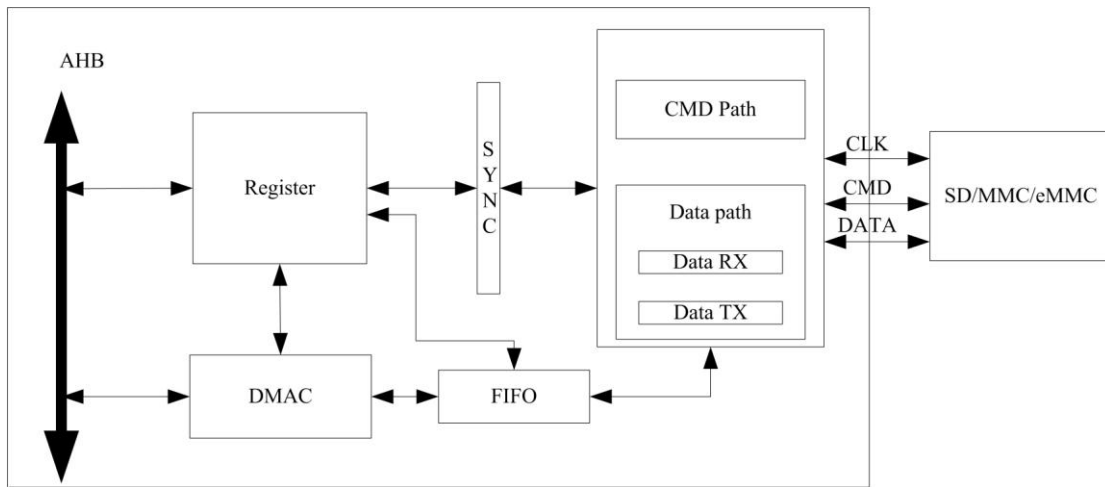 AHB
Register
S
Y
N
C
CMD Path
Data path
Data RX
Data TX
CLK
CMD
DATA
SD/MMC/eMMC
DMAC
FIFO